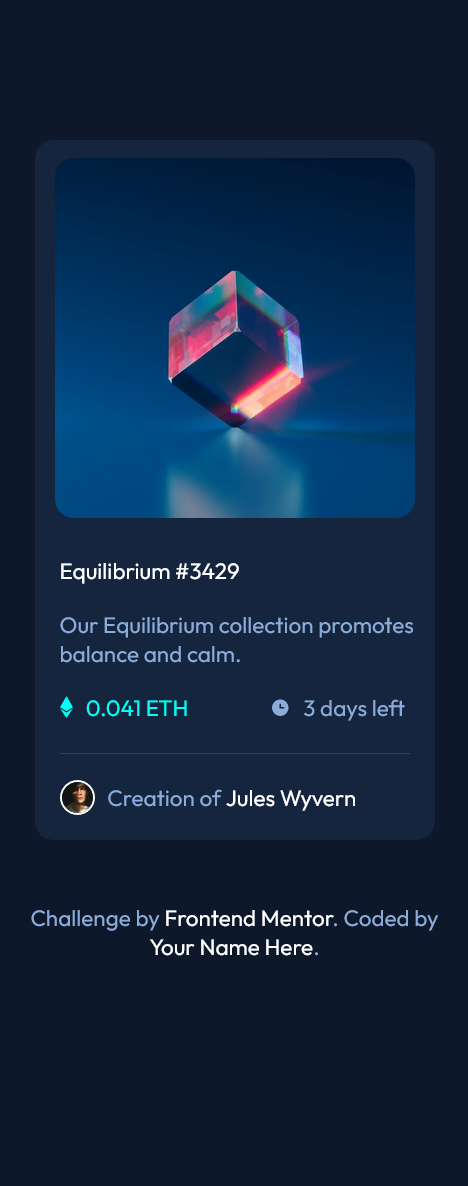 Equilibrium #3429
Our Equilibrium collection promotes
balance and calm.
0.041 ETH
3 days left
Creation of Jules Wyvern
Challenge by Frontend Mentor. Coded by
Your Name Here.